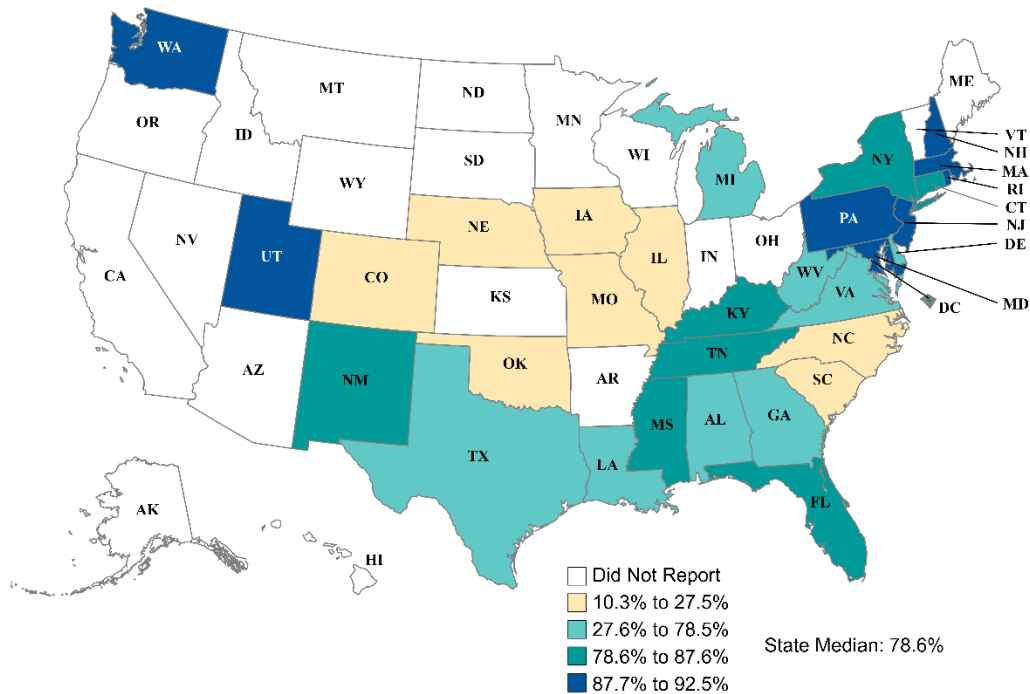 WA
MT
ND
MN
ME
OR
ID
SD
WI
VT
NH
WY
MI
NY
MA
RI
CT
NE
IA
PA
NJ
NV
UT
IL
IN
OH
DE
CA
CO
KS
MO
WV
VA
MD
DC
KY
AZ
NM
OK
AR
TN
NC
SC
MS
AL
GA
TX
LA
FL
AK
HI
Did Not Report
10.3% to 27.5%
27.6% to 78.5%
State Median: 78.6%
78.6% to 87.6%
87.7% to 92.5%